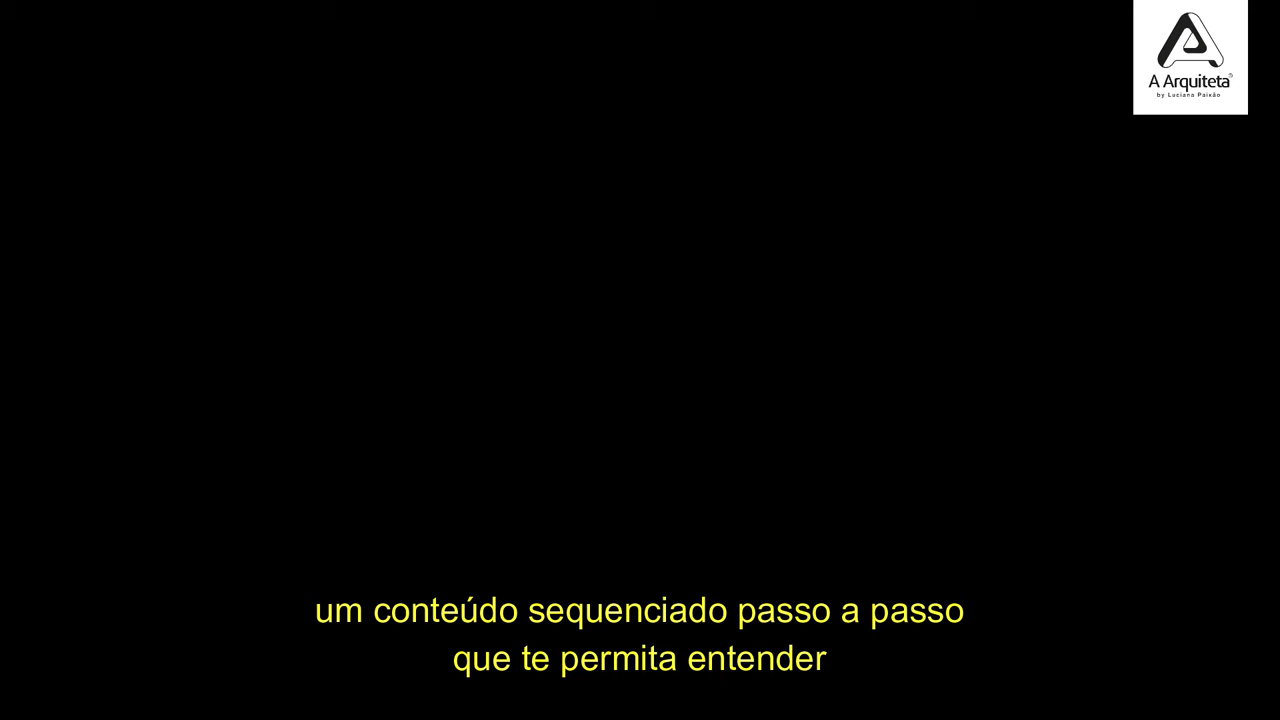 A Arquiteta
by Luciana Paixão
um conteúdo sequenciado passo a passo
que te permita entender